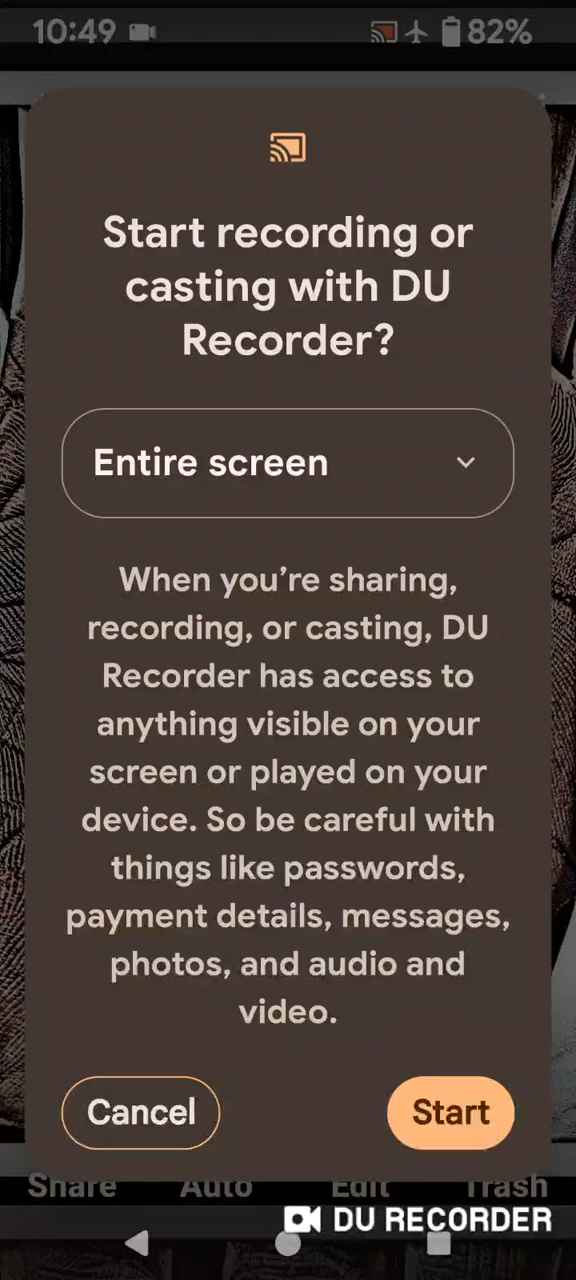 10:49 82%
Start recording or
casting with DU
Recorder?
Entire screen
When you’re sharing,
recording, or casting, DU
Recorder has access to
anything visible on your
screen or played on your
device. So be careful with
things like passwords,
payment details, messages,
photos, and audio and
video.
Cancel Start
Share Auto Edit Trash
DU RECORDER